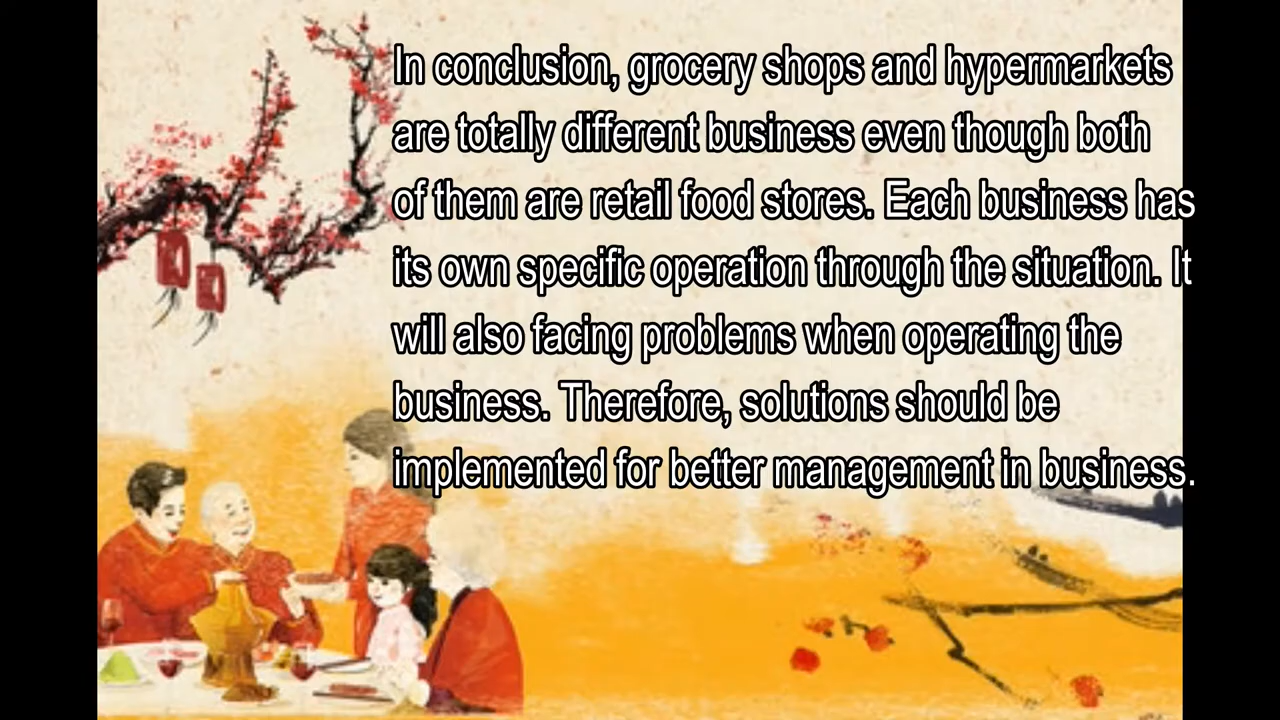 In conclusion, grocery shops and hypermarkets
are totally different business even though both
of them are retail food stores. Each business has
its own specific operation through the situation. It
will also facing problems when operating the
business. Therefore, solutions should be
implemented for better management in business.